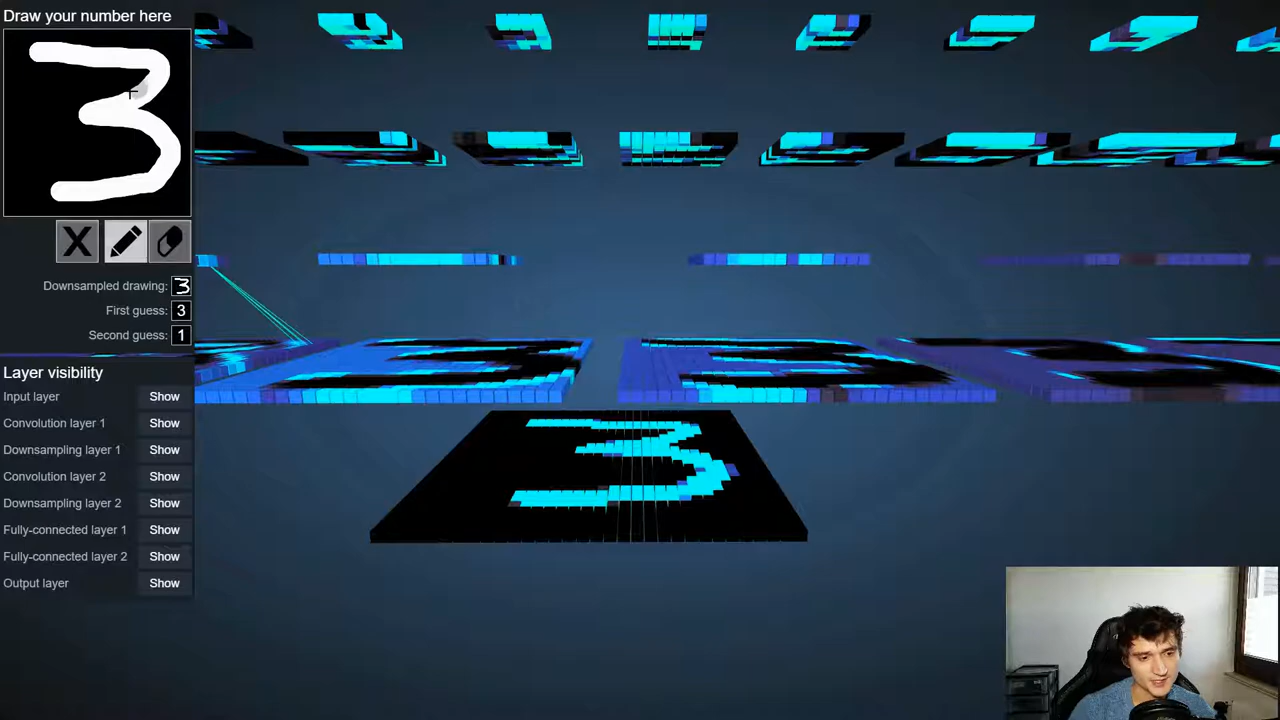 Draw your number here
3
X
Downsampled drawing: 3
First guess: 3
Second guess: 1
Layer visibility
Input layer Show
Convolution layer 1 Show
Downsampling layer 1 Show
Convolution layer 2 Show
Downsampling layer 2 Show
Fully-connected layer 1 Show
Fully-connected layer 2 Show
Output layer Show
3